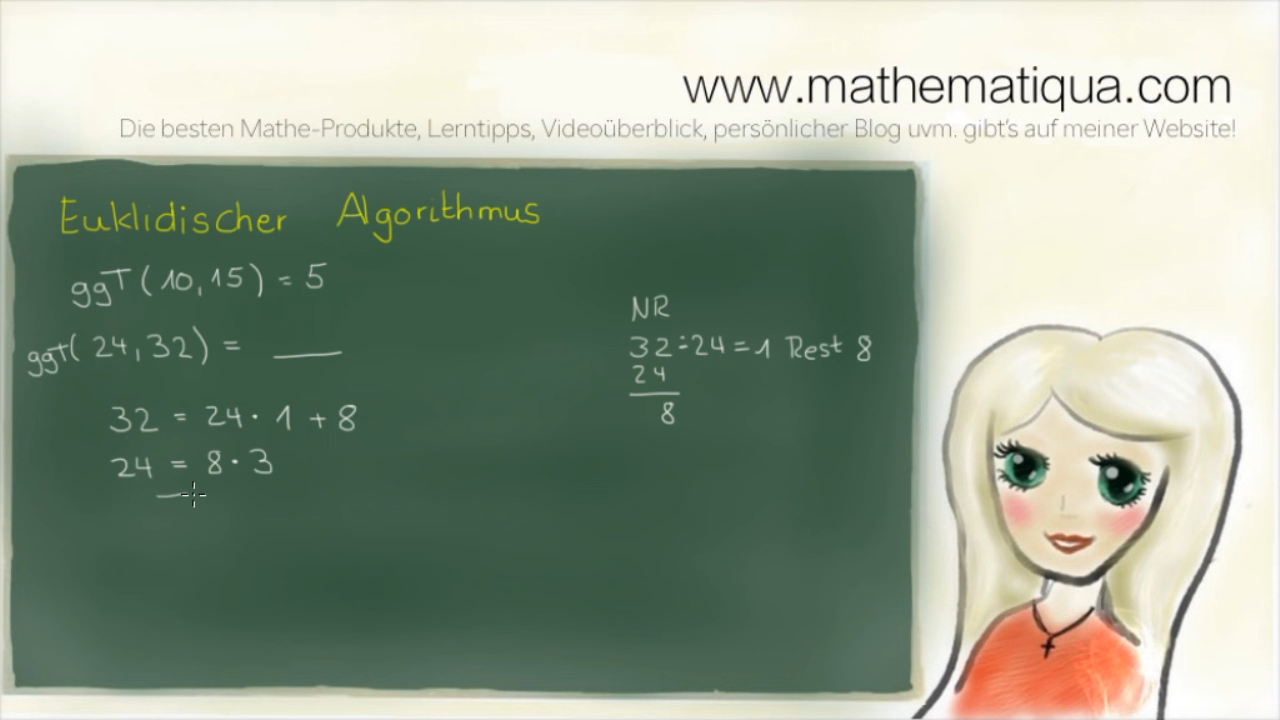 www.mathematiqua.com
Die besten Mathe-Produkte, Lerntipps, Videoüberblick, persönlicher Blog uvm. gibt's auf meiner Website!
Euklidischer Algorithmus
ggT(10,15) = 5
ggT(24,32) = ___
32 = 24 · 1 + 8
24 = 8 · 3
NR
32:24=1 Rest 8
24
8